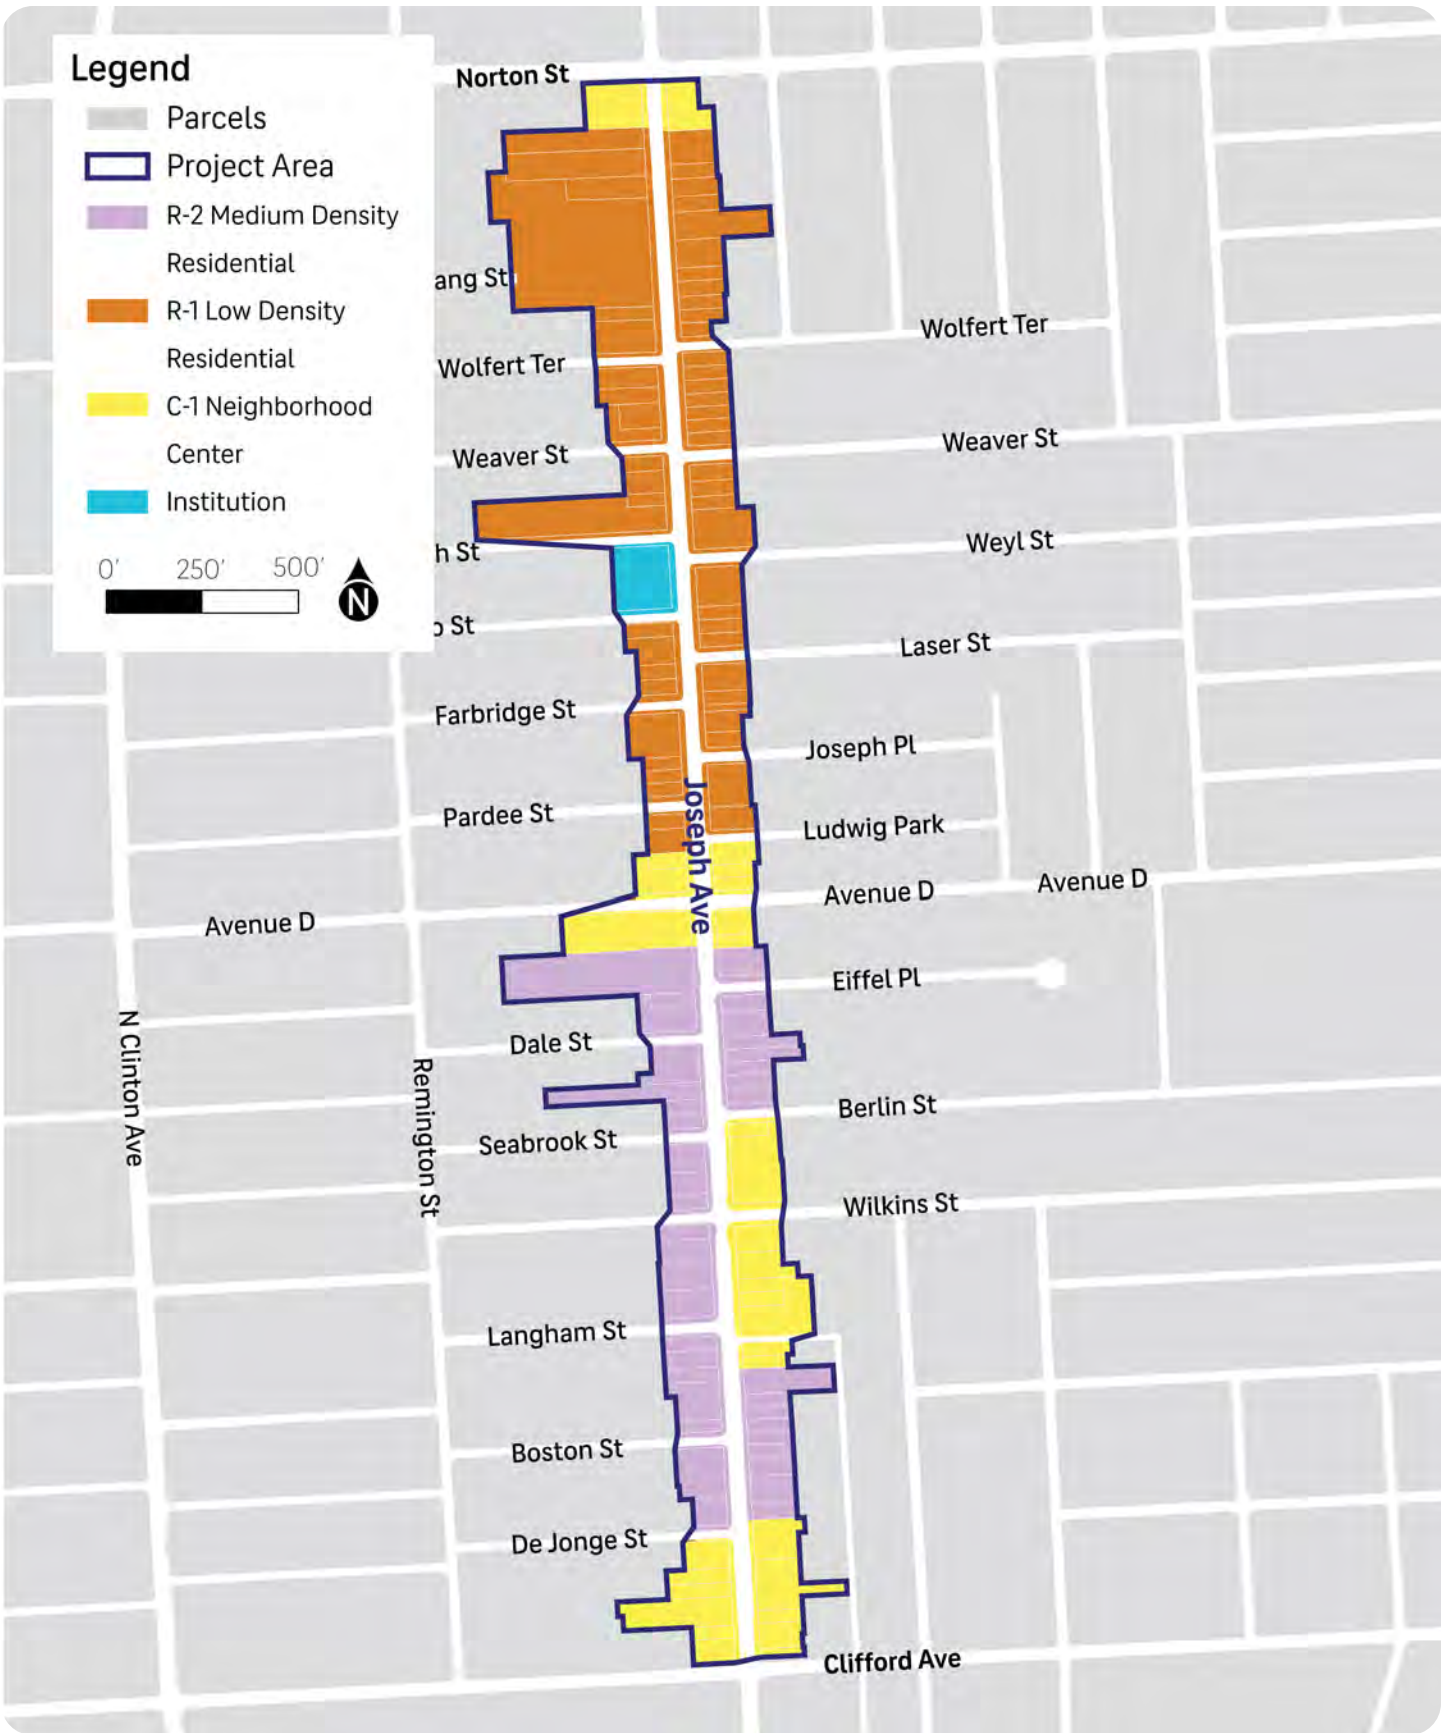 Legend
Parcels
Project Area
R-2 Medium Density
Residential
R-1 Low Density
Residential
C-1 Neighborhood
Center
Institution
0' 250' 500'
N
Norton St
ang St
Wolfert Ter
Wolfert Ter
Weaver St
Weaver St
h St
Weyl St
St
Laser St
Farbridge St
Joseph Pl
Pardee St
Ludwig Park
Joseph Ave
Avenue D
Avenue D
Avenue D
Eiffel Pl
N Clinton Ave
Remington St
Dale St
Berlin St
Seabrook St
Wilkins St
Langham St
Boston St
De Jonge St
Clifford Ave